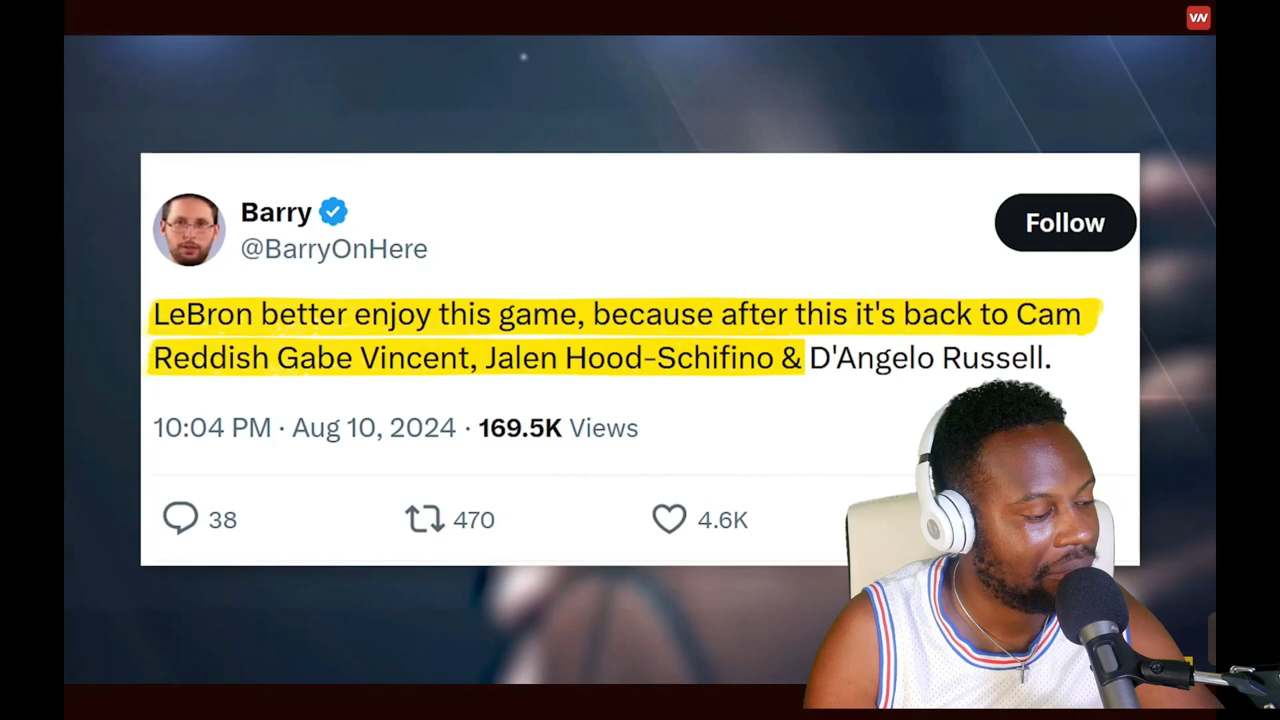 VN
Barry
@BarryOnHere
Follow
LeBron better enjoy this game, because after this it's back to Cam
Reddish Gabe Vincent, Jalen Hood-Schifino & D'Angelo Russell.
10:04 PM · Aug 10, 2024 · 169.5K Views
38 470 4.6K